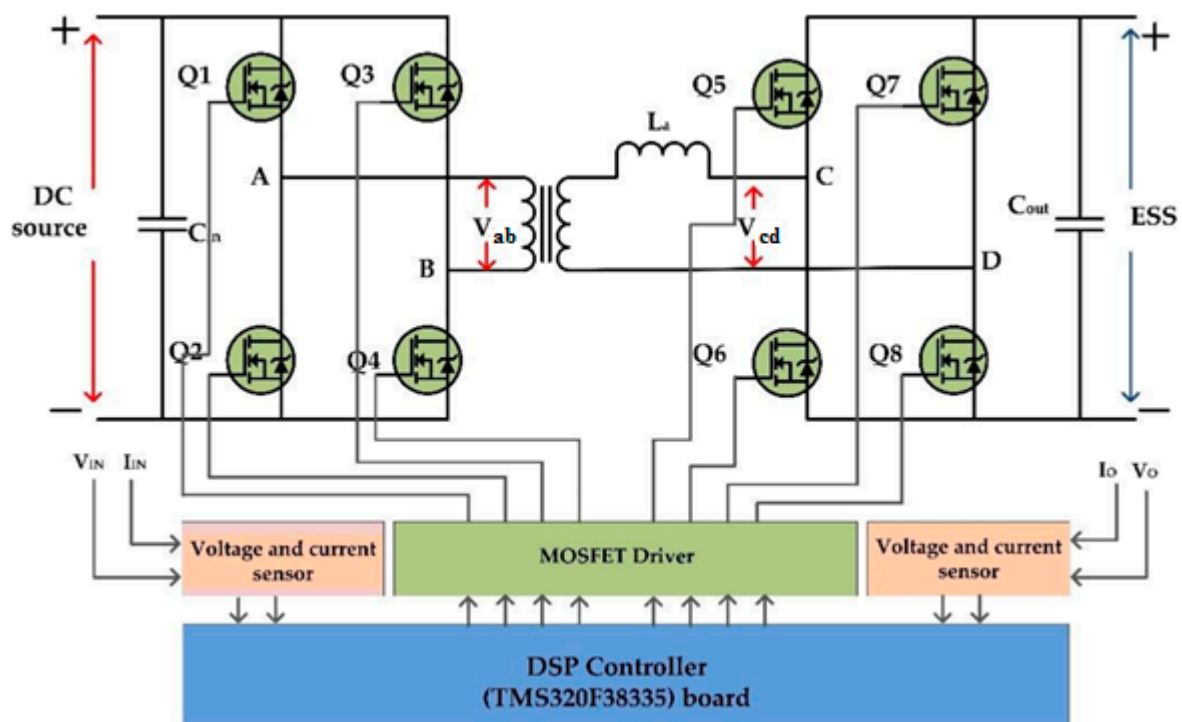 +
Q1
Q3
Q5
Q7
+
Ld
DC
source
A
C
Cin
Vab
Vcd
Cout
ESS
B
D
Q2
Q4
Q6
Q8
−
−
VIN
IIN
IO
VO
Voltage and current
sensor
MOSFET Driver
Voltage and current
sensor
DSP Controller
(TMS320F38335) board